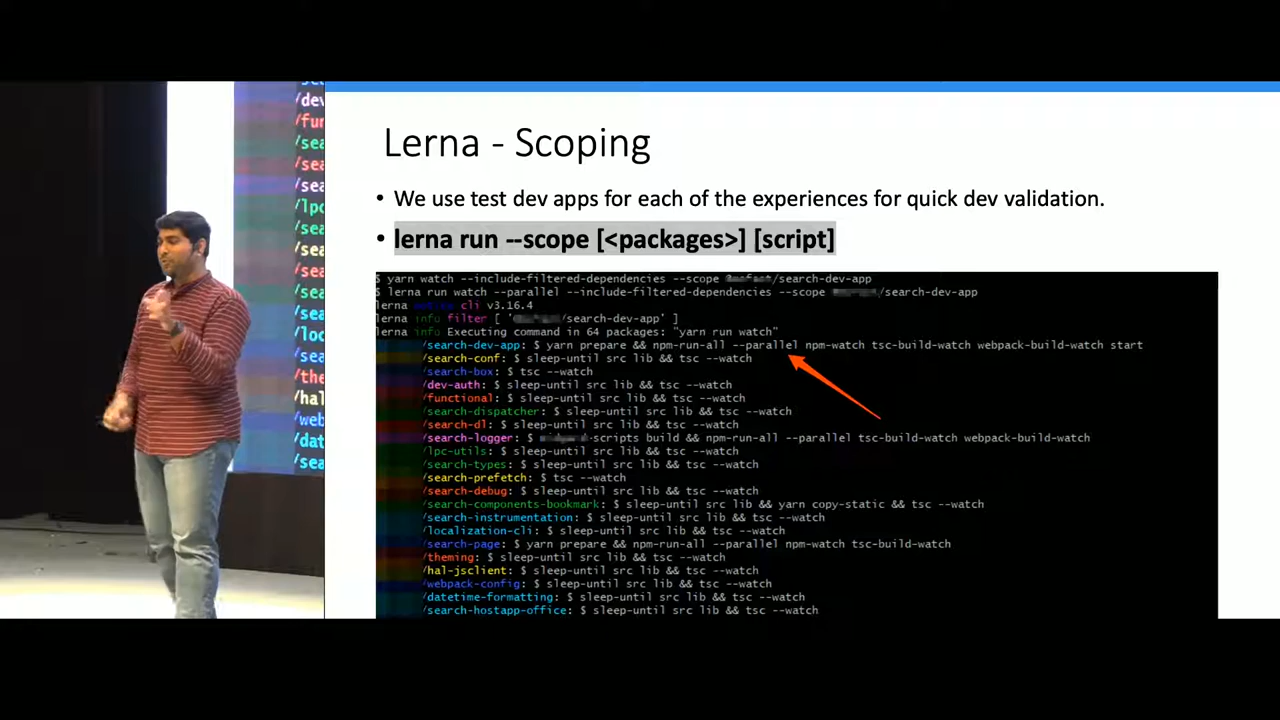 Lerna - Scoping
• We use test dev apps for each of the experiences for quick dev validation.
• lerna run --scope [<packages>] [script]
$ yarn watch --include-filtered-dependencies --scope /search-dev-app
$ lerna run watch --parallel --include-filtered-dependencies --scope /search-dev-app
lerna notice cli v3.16.4
lerna info filter [ ' /search-dev-app' ]
lerna info Executing command in 64 packages: "yarn run watch"
/search-dev-app: $ yarn prepare && npm-run-all --parallel npm-watch tsc-build-watch webpack-build-watch start
/search-conf: $ sleep-until src lib && tsc --watch
/search-box: $ tsc --watch
/dev-auth: $ sleep-until src lib && tsc --watch
/functional: $ sleep-until src lib && tsc --watch
/search-dispatcher: $ sleep-until src lib && tsc --watch
/search-dl: $ sleep-until src lib && tsc --watch
/search-logger: $ scripts build && npm-run-all --parallel tsc-build-watch webpack-build-watch
/lpc-utils: $ sleep-until src lib && tsc --watch
/search-types: $ sleep-until src lib && tsc --watch
/search-prefetch: $ tsc --watch
/search-debug: $ sleep-until src lib && tsc --watch
/search-components-bookmark: $ sleep-until src lib && yarn copy-static && tsc --watch
/search-instrumentation: $ sleep-until src lib && tsc --watch
/localization-cli: $ sleep-until src lib && tsc --watch
/search-page: $ yarn prepare && npm-run-all --parallel npm-watch tsc-build-watch
/theming: $ sleep-until src lib && tsc --watch
/hal-jsclient: $ sleep-until src lib && tsc --watch
/webpack-config: $ sleep-until src lib && tsc --watch
/datetime-formatting: $ sleep-until src lib && tsc --watch
/search-hostapp-office: $ sleep-until src lib && tsc --watch